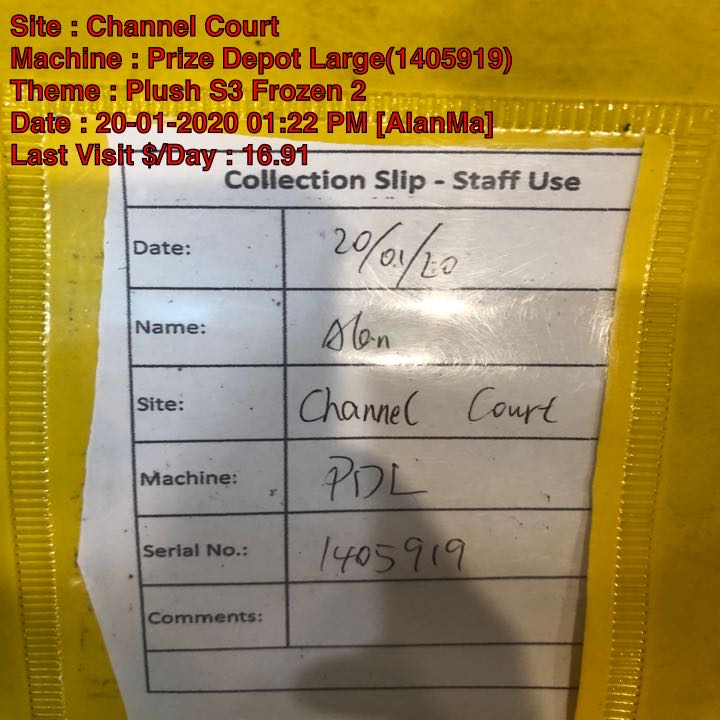 Site : Channel Court
Machine : Prize Depot Large(1405919)
Theme : Plush S3 Frozen 2
Date : 20-01-2020 01:22 PM [AlanMa]
Last Visit $/Day : 16.91
Collection Slip - Staff Use
Date: 20/01/20
Name: Alan
Site: Channel Court
Machine: PDL
Serial No.: 1405919
Comments: